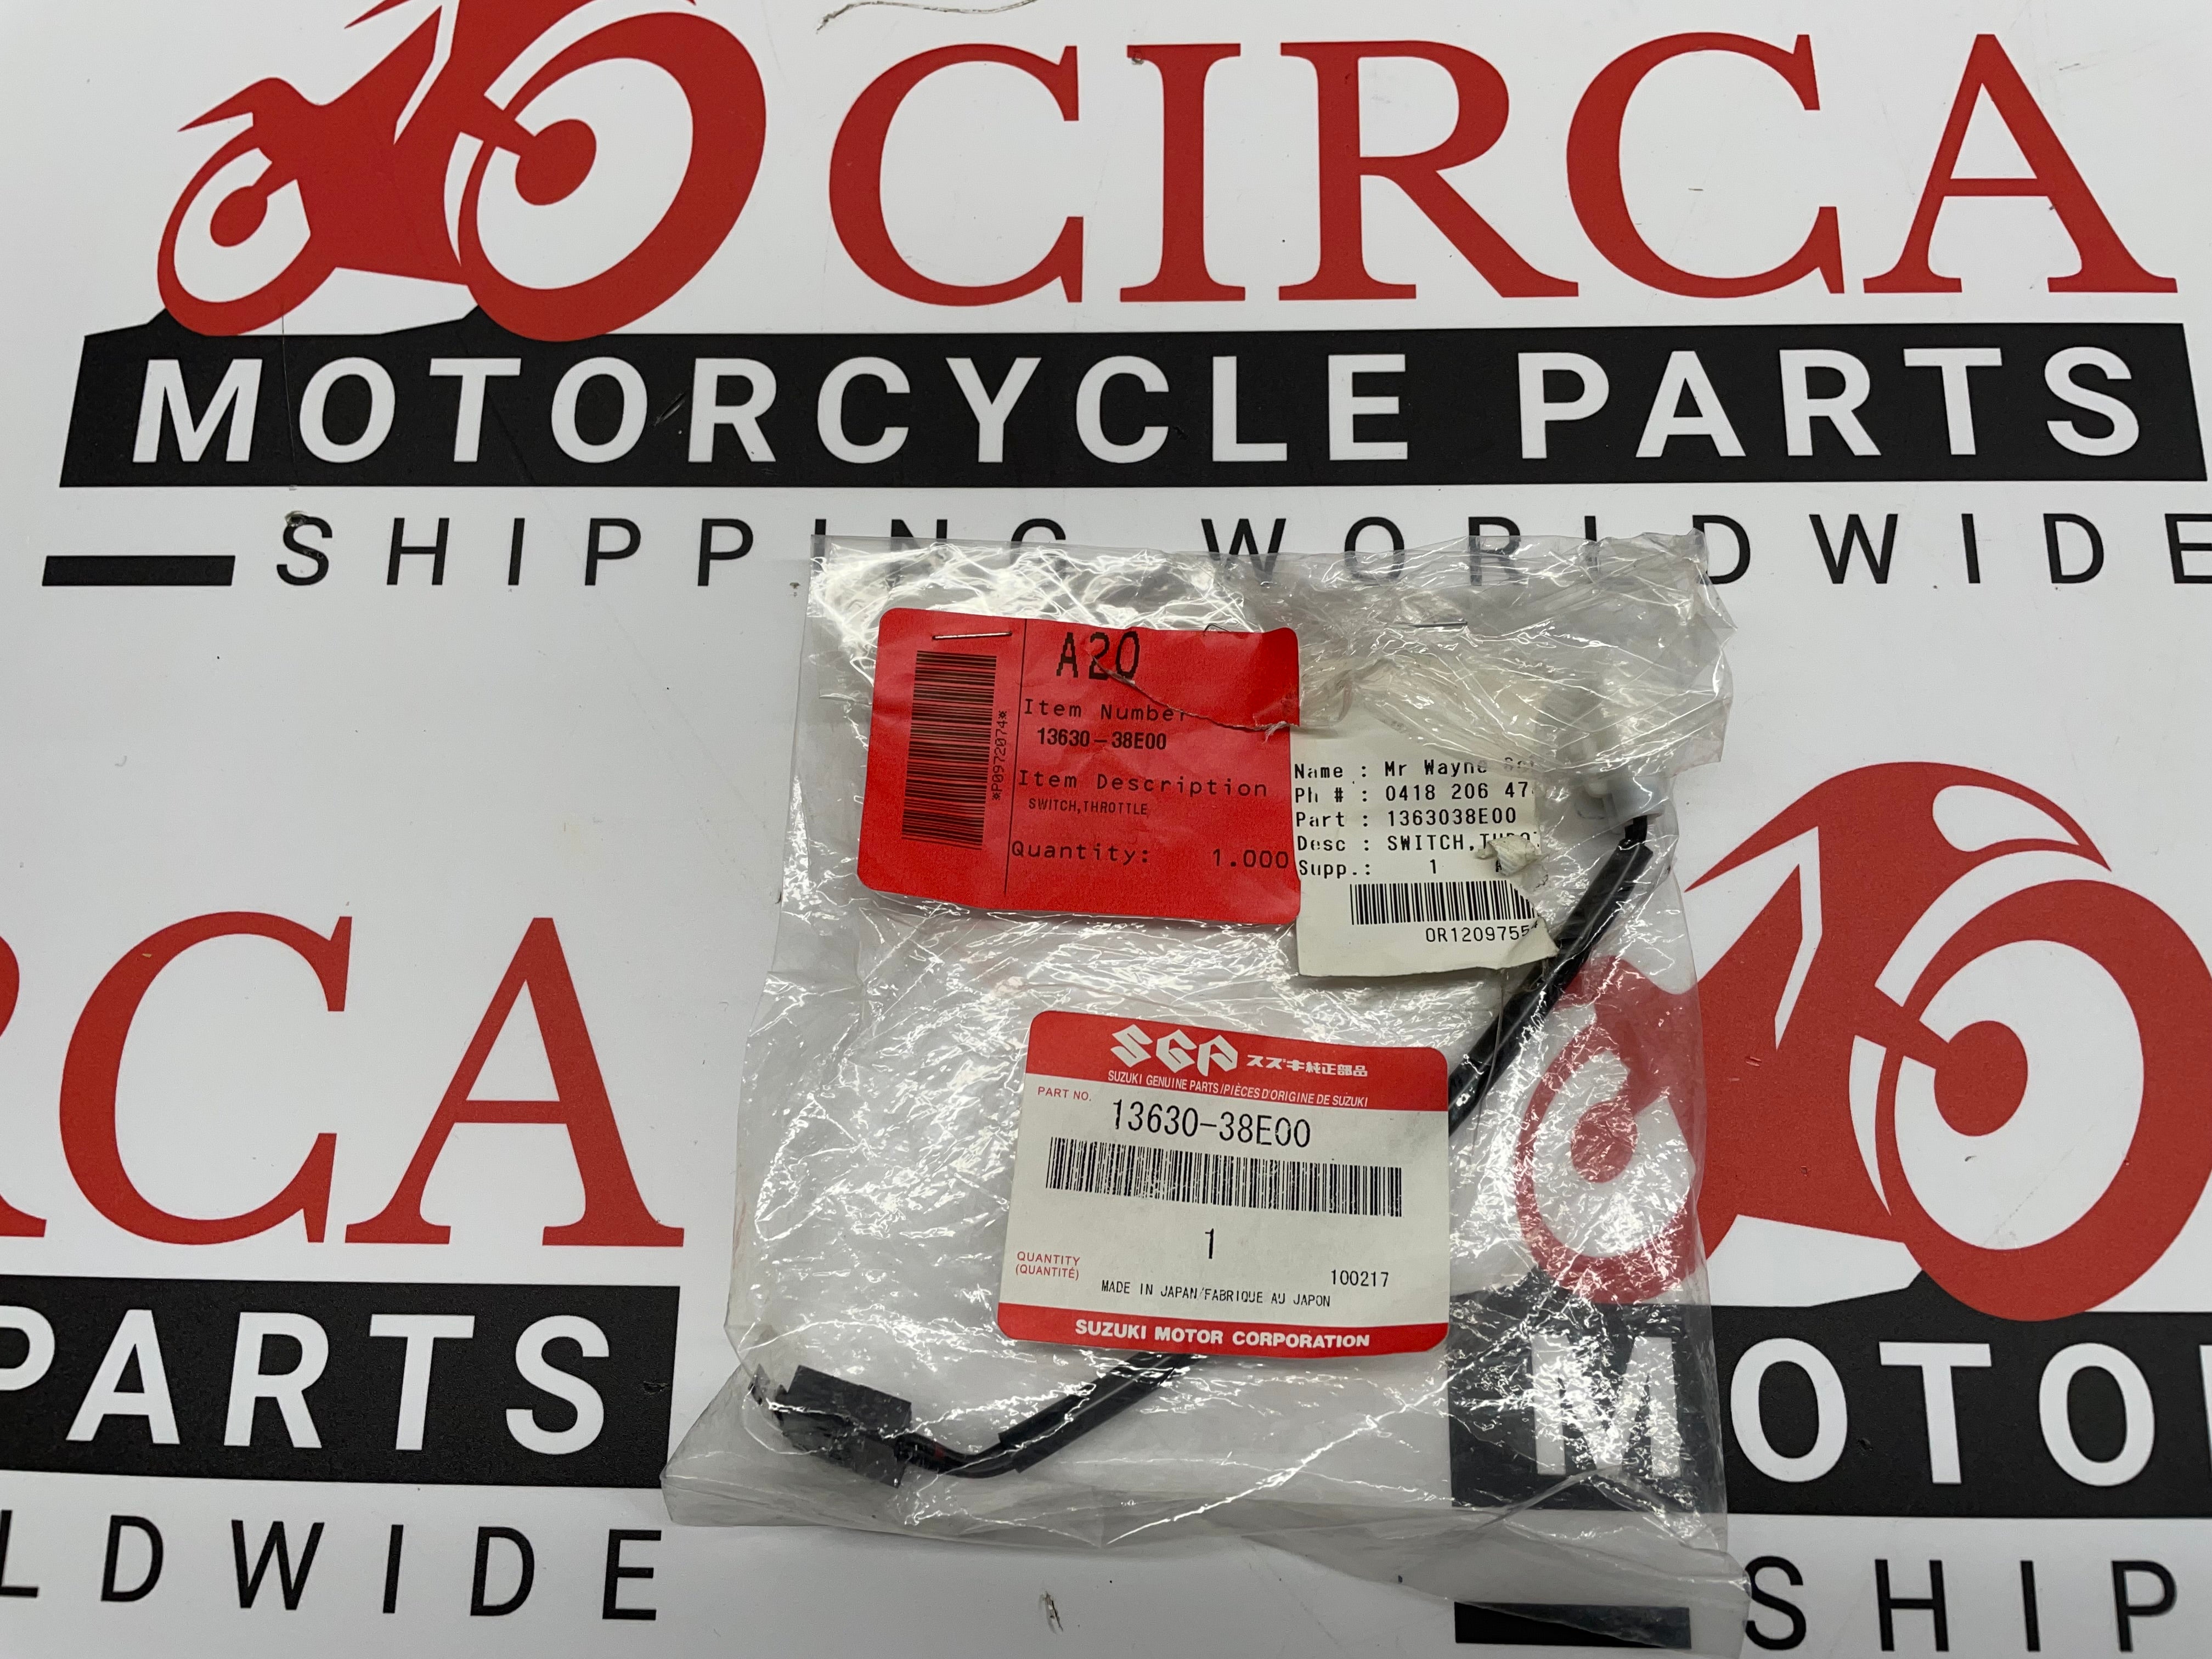 CIRCA
MOTORCYCLE PARTS
SHIPPING WORLDWIDE
A20
Item Number
13630-38E00
Item Description
SWITCH,THROTTLE
Quantity: 1.000
*P0972074*
Name : Mr Wayne
Ph # : 0418 206 47
Part : 1363038E00
Desc : SWITCH,
Supp.: 1
SGP スズキ純正部品
SUZUKI GENUINE PARTS/PIÈCES D'ORIGINE DE SUZUKI
PART NO. 13630-38E00
1
QUANTITY
(QUANTITÉ)
100217
MADE IN JAPAN/FABRIQUE AU JAPON
SUZUKI MOTOR CORPORATION
RCA
PARTS
LDWIDE
MOTO
SHIP